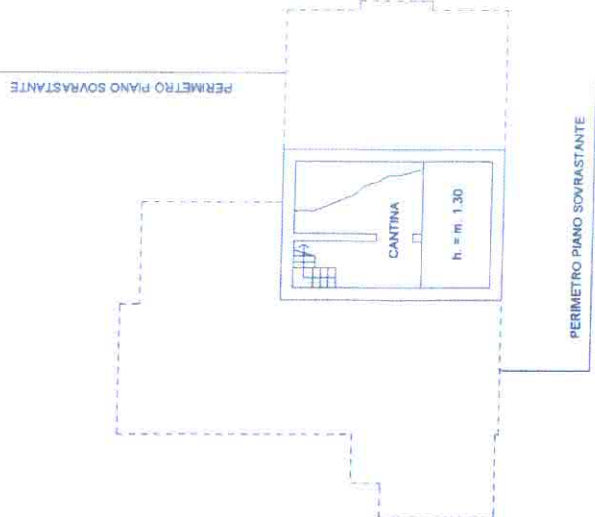 PERIMETRO PIANO SOVRASTANTE
CANTINA
h. = m. 1.30
PERIMETRO PIANO SOVRASTANTE